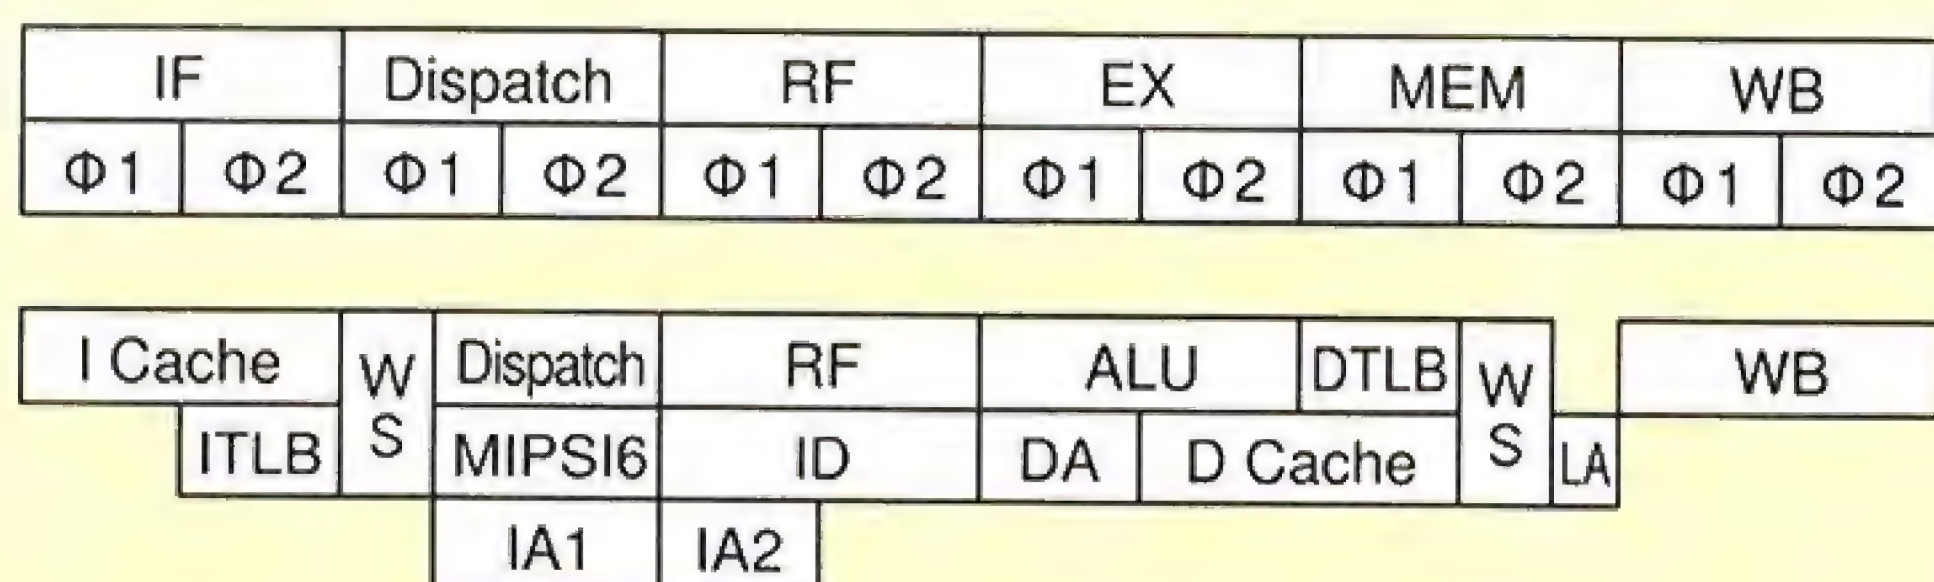 IF Dispatch RF EX MEM WB
Φ1 Φ2 Φ1 Φ2 Φ1 Φ2 Φ1 Φ2 Φ1 Φ2 Φ1 Φ2
I Cache W S Dispatch RF ALU DTLB W S WB
ITLB MIPSI6 ID DA D Cache LA
IA1 IA2